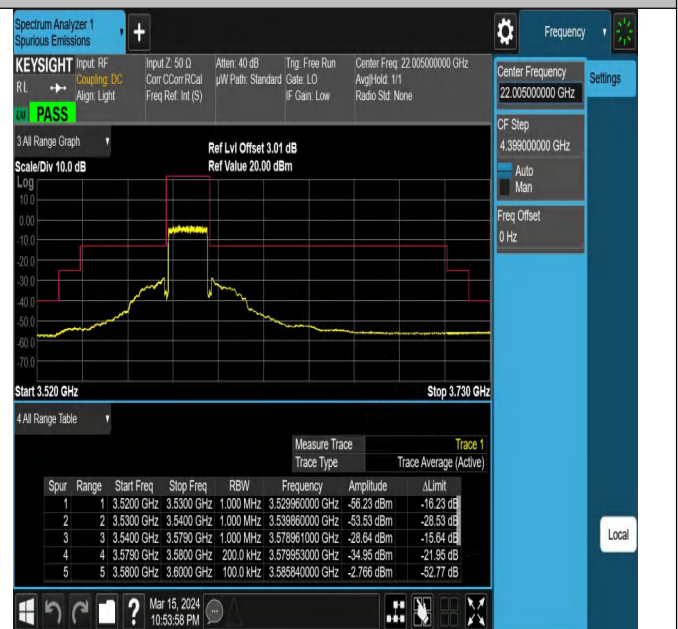 Spectrum Analyzer 1
Spurious Emissions
Frequency
KEYSIGHT Input: RF
RL
Coupling: DC
Align: Light
Input Z: 50 Ω
Corr CCorr RCal
Freq Ref: Int (S)
Atten: 40 dB
µW Path: Standard
Trig: Free Run
Gate: LO
IF Gain: Low
Center Freq: 22.005000000 GHz
Avg|Hold: 1/1
Radio Std: None
LXI PASS
Center Frequency
22.005000000 GHz
Settings
CF Step
4.399000000 GHz
Auto
Man
Freq Offset
0 Hz
3 All Range Graph
Ref Lvl Offset 3.01 dB
Scale/Div 10.0 dB
Ref Value 20.00 dBm
Log
10.0
0.00
-10.0
-20.0
-30.0
-40.0
-50.0
-60.0
-70.0
Start 3.520 GHz
Stop 3.730 GHz
4 All Range Table
Measure Trace Trace 1
Trace Type Trace Average (Active)
Spur Range Start Freq Stop Freq RBW Frequency Amplitude ΔLimit
1 1 3.5200 GHz 3.5300 GHz 1.000 MHz 3.529960000 GHz -56.23 dBm -16.23 dB
2 2 3.5300 GHz 3.5400 GHz 1.000 MHz 3.539860000 GHz -53.53 dBm -28.53 dB
3 3 3.5400 GHz 3.5790 GHz 1.000 MHz 3.578961000 GHz -28.64 dBm -15.64 dB
4 4 3.5790 GHz 3.5800 GHz 200.0 kHz 3.579953000 GHz -34.95 dBm -21.95 dB
5 5 3.5800 GHz 3.6000 GHz 100.0 kHz 3.585840000 GHz -2.766 dBm -52.77 dB
Local
?
Mar 15, 2024
10:53:58 PM